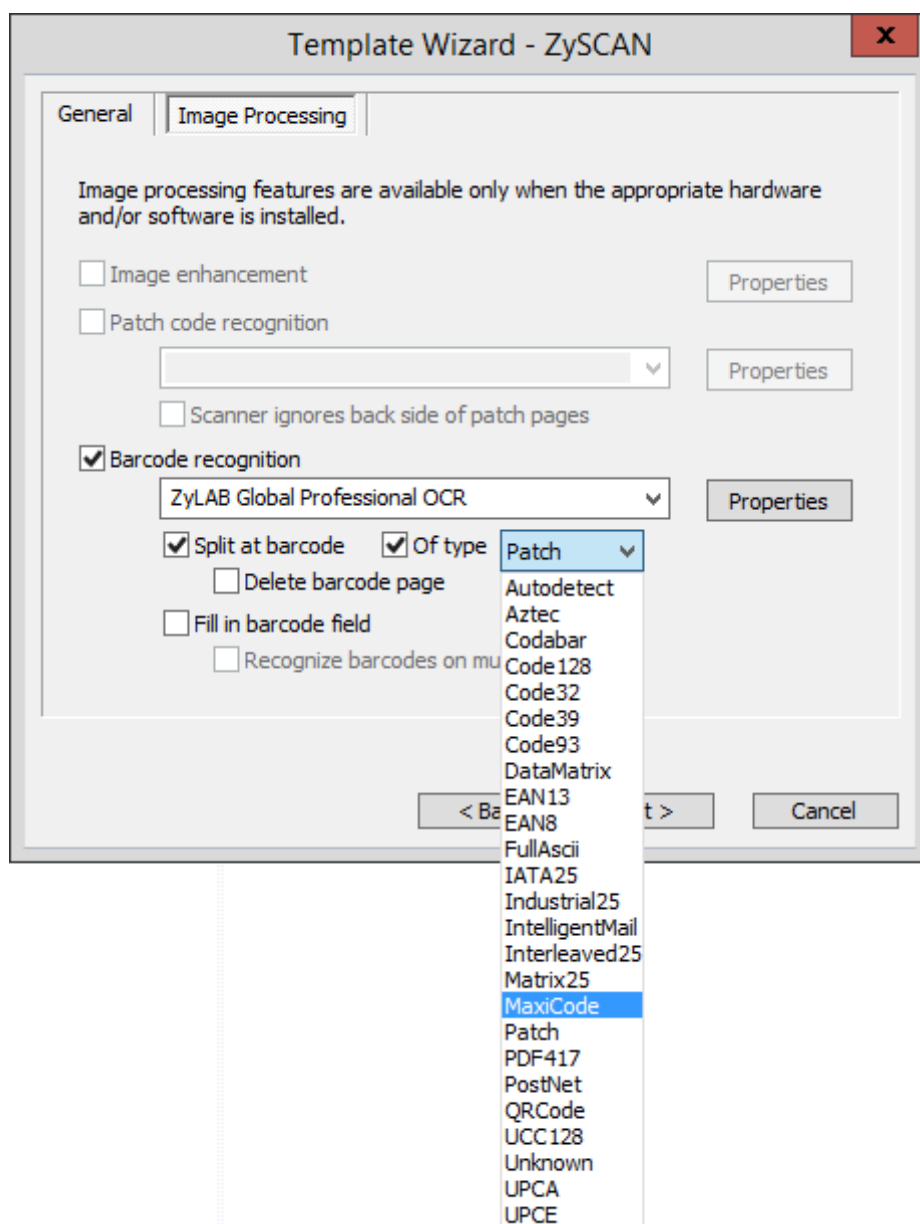 Template Wizard - ZySCAN
x
General
Image Processing
Image processing features are available only when the appropriate hardware
and/or software is installed.
Image enhancement
Properties
Patch code recognition
Properties
Scanner ignores back side of patch pages
Barcode recognition
ZyLAB Global Professional OCR
Properties
Split at barcode
Of type
Patch
Delete barcode page
Fill in barcode field
Recognize barcodes on mu
Autodetect
Aztec
Codabar
Code128
Code32
Code39
Code93
DataMatrix
EAN13
EAN8
FullAscii
IATA25
Industrial25
IntelligentMail
Interleaved25
Matrix25
MaxiCode
Patch
PDF417
PostNet
QRCode
UCC128
Unknown
UPCA
UPCE
< Ba
t >
Cancel